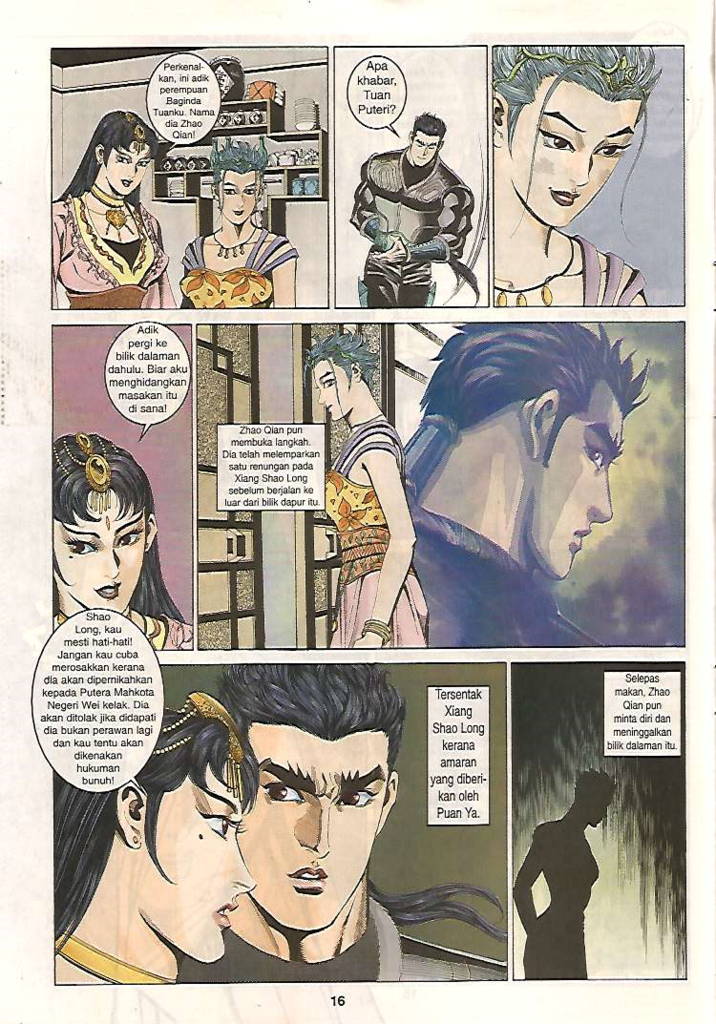 Perkenal-
kan, ini adik
perempuan
Baginda
Tuanku. Nama
dia Zhao
Qian!
Apa
khabar,
Tuan
Puteri?
Adik
pergi ke
bilik dalaman
dahulu. Biar aku
menghidangkan
masakan itu
di sana!
Zhao Qian pun
membuka langkah.
Dia telah melemparkan
satu renungan pada
Xiang Shao Long
sebelum berjalan ke
luar dari bilik dapur itu.
Shao
Long, kau
mesti hati-hati!
Jangan kau cuba
merosakkan kerana
dia akan dipernikahkan
kepada Putera Mahkota
Negeri Wei kelak. Dia
akan ditolak jika didapati
dia bukan perawan lagi
dan kau tentu akan
dikenakan
hukuman
bunuh!
Tersentak
Xiang
Shao Long
kerana
amaran
yang diberi-
kan oleh
Puan Ya.
Selepas
makan, Zhao
Qian pun
minta diri dan
meninggalkan
bilik dalaman itu.
16